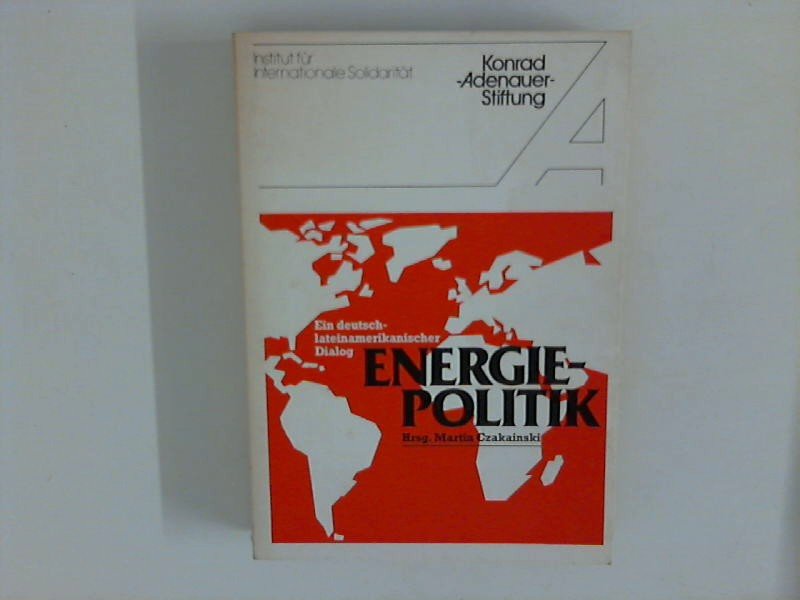 Institut für
Internationale Solidarität
Konrad
-Adenauer-
Stiftung
Ein deutsch-
lateinamerikanischer
Dialog
ENERGIE-
POLITIK
Hrsg. Martin Czakainski